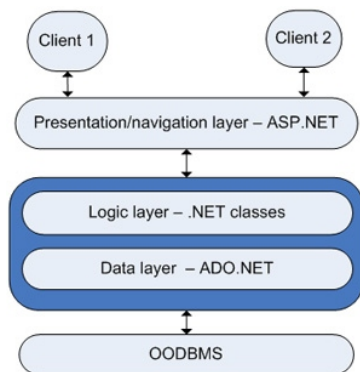 Client 1
Client 2
Presentation/navigation layer – ASP.NET
Logic layer – .NET classes
Data layer – ADO.NET
OODBMS